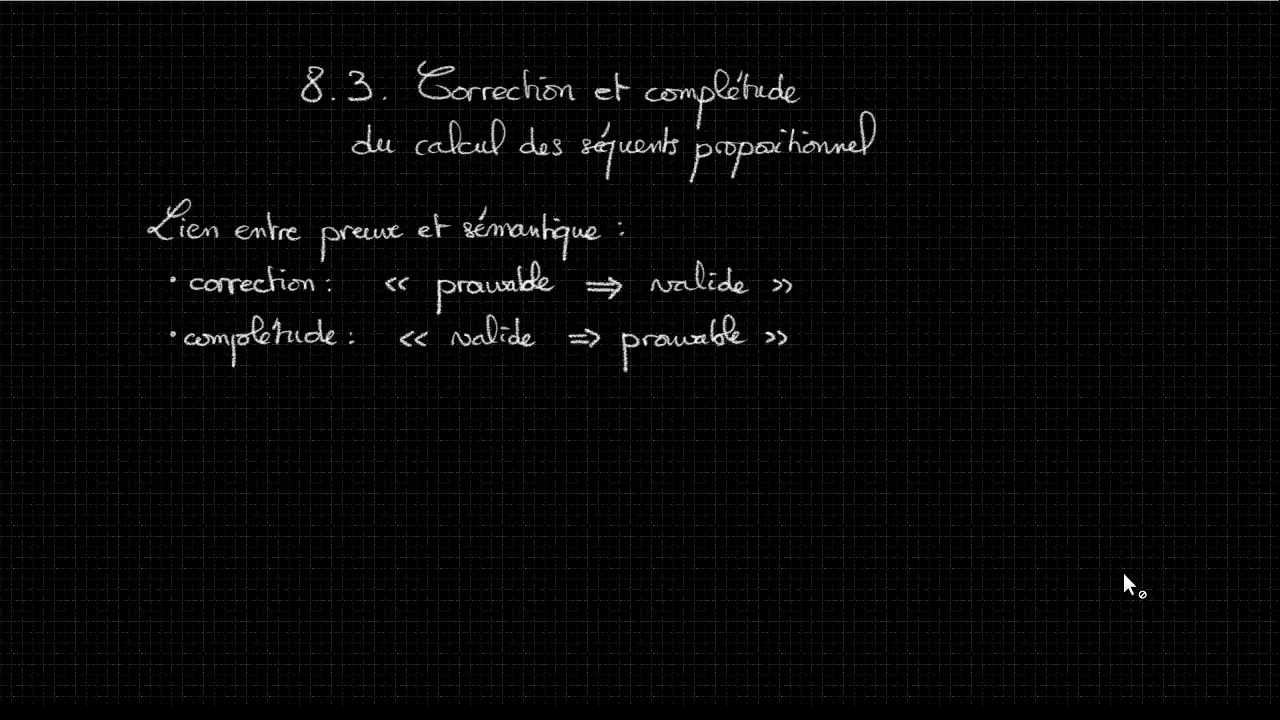 8.3. Correction et complétude
du calcul des séquents propositionnel
Lien entre preuve et sémantique :
• correction : « prouvable ⇒ valide »
• complétude : « valide ⇒ prouvable »